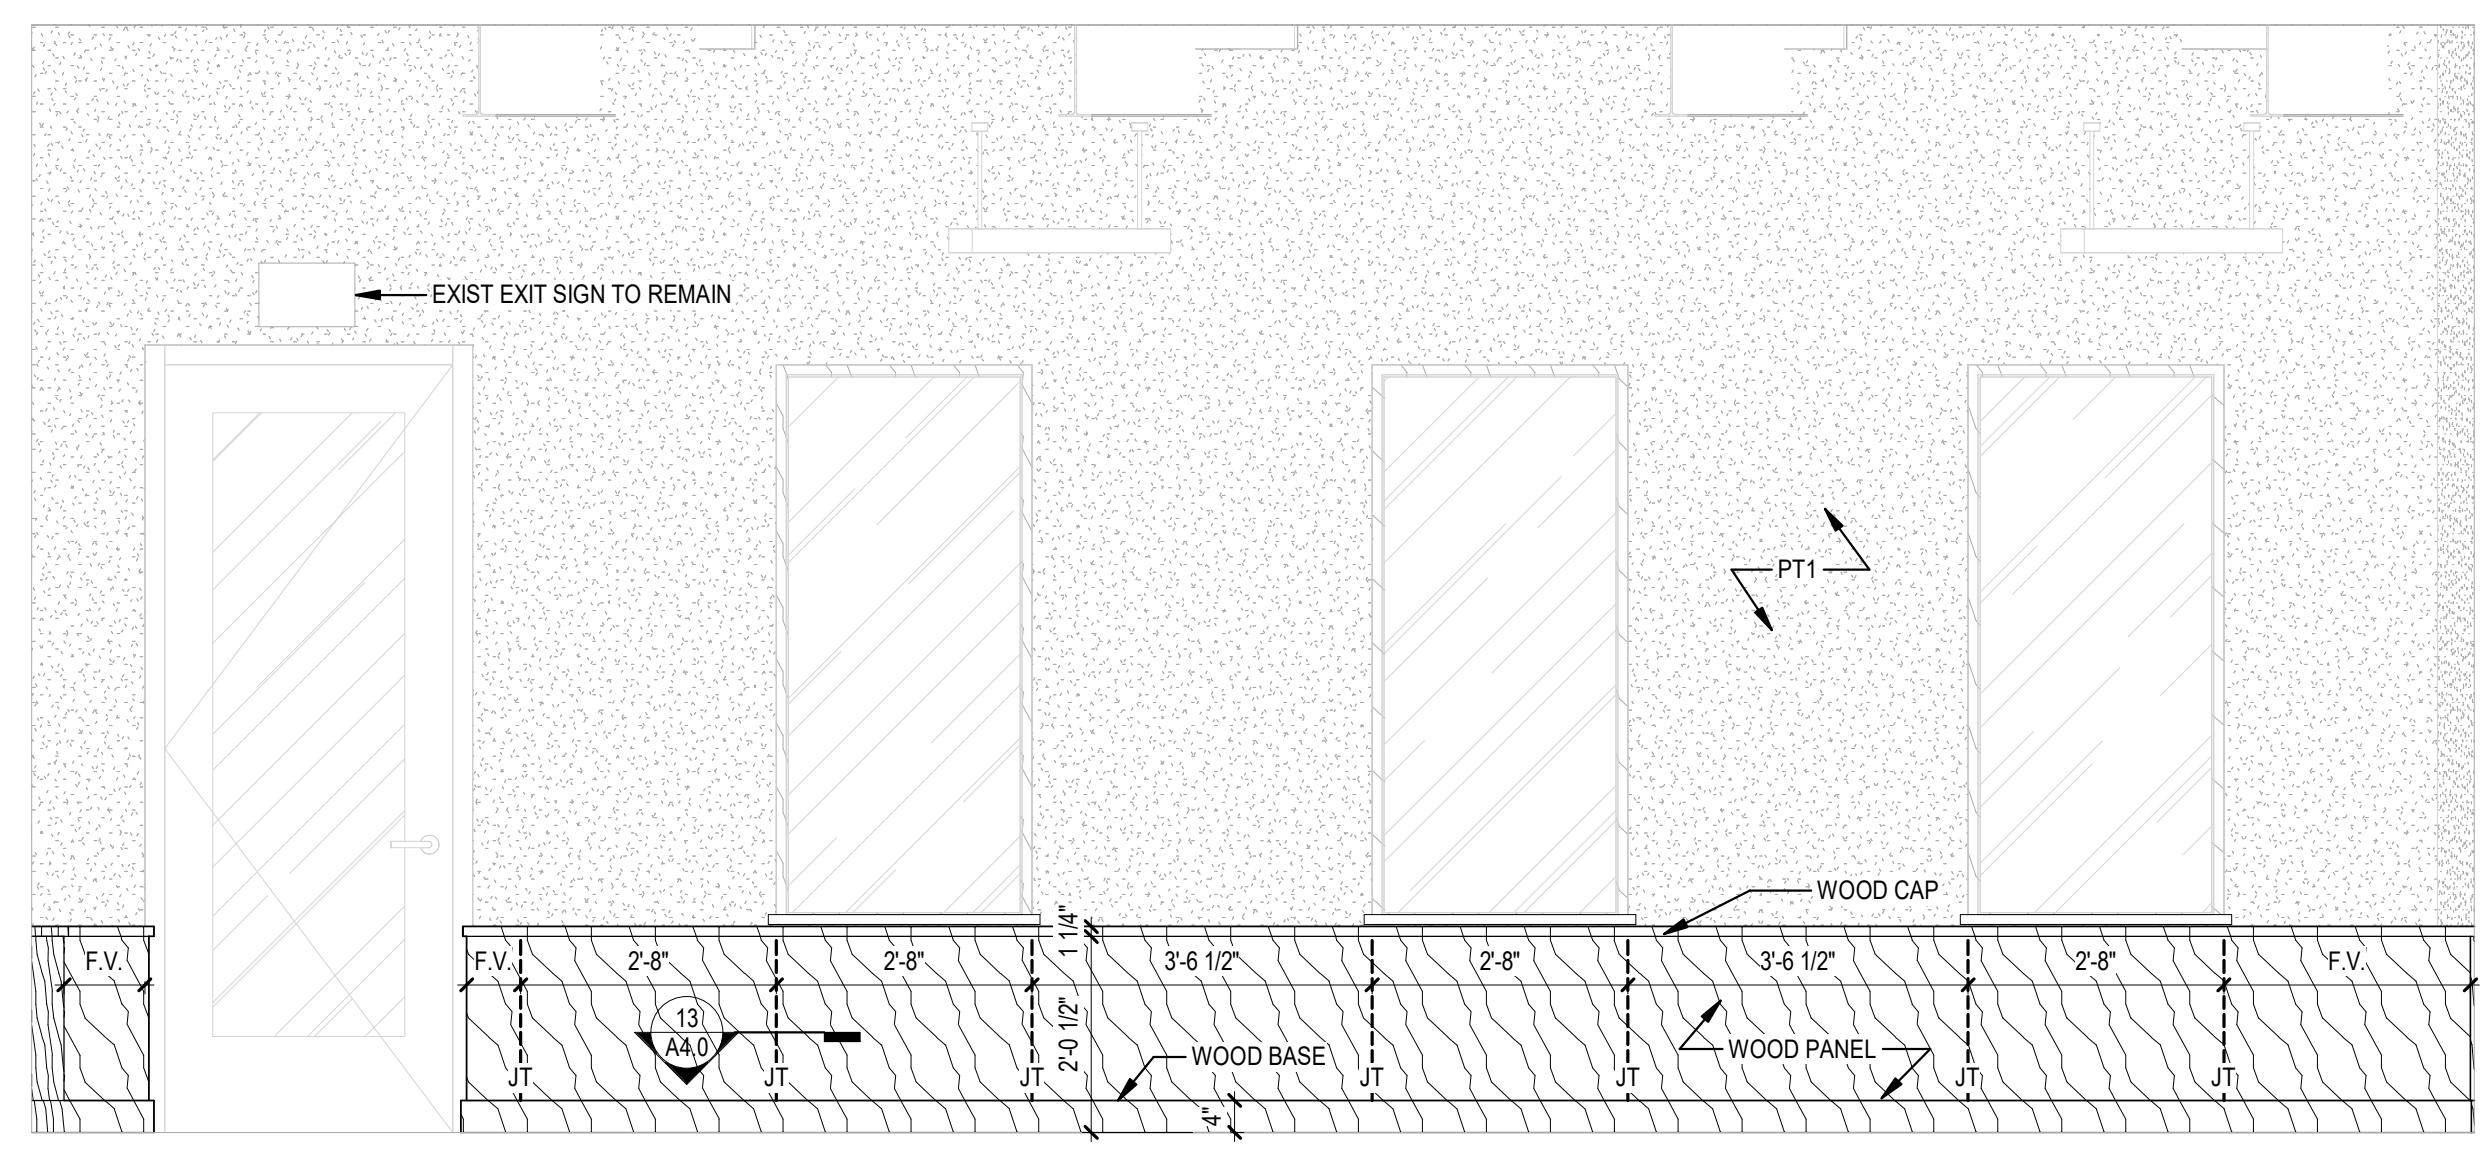 EXIST EXIT SIGN TO REMAIN
PT1
WOOD CAP
1 1/4"
F.V.
F.V.
2'-8"
2'-8"
3'-6 1/2"
2'-8"
3'-6 1/2"
2'-8"
F.V.
13
A4.0
2'-0 1/2"
WOOD BASE
WOOD PANEL
JT
JT
JT
JT
JT
JT
JT
4"